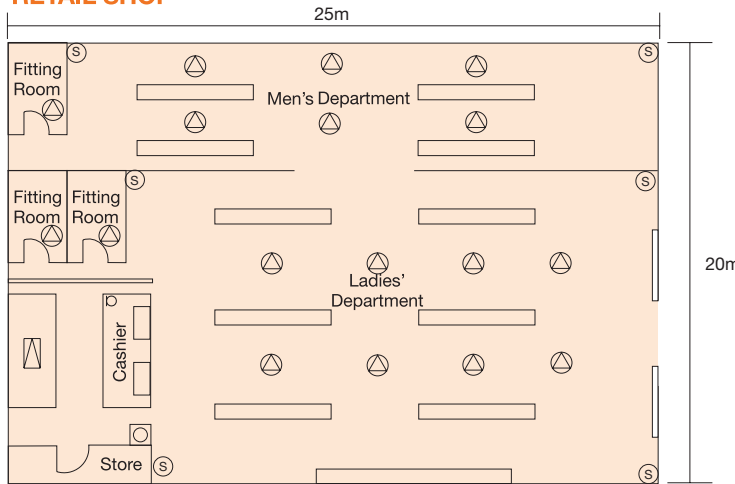 RETAIL SHOP
25m
S
S
Fitting
Room
Men's Department
S
S
Fitting
Room
Fitting
Room
20m
Ladies'
Department
Cashier
Store
S
S